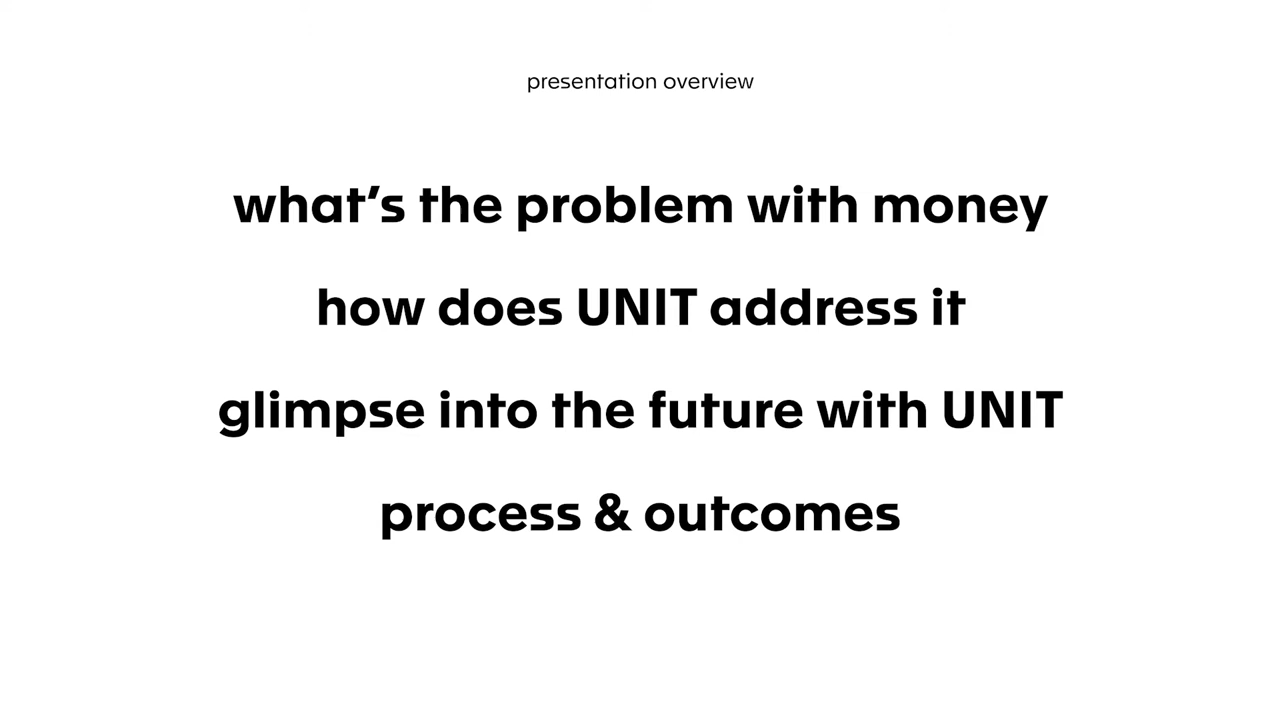 presentation overview
what’s the problem with money
how does UNIT address it
glimpse into the future with UNIT
process & outcomes